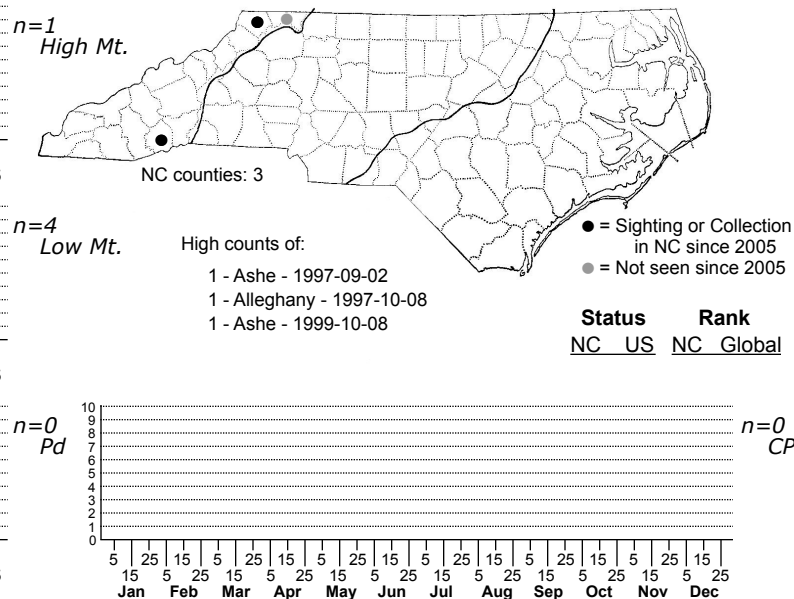 n=1
High Mt.
NC counties: 3
n=4
Low Mt.
High counts of:
1 - Ashe - 1997-09-02
1 - Alleghany - 1997-10-08
1 - Ashe - 1999-10-08
= Sighting or Collection
in NC since 2005
= Not seen since 2005
Status Rank
NC US NC Global
n=0
Pd
n=0
CP
10
9
8
7
6
5
4
3
2
1
0
5 25 15 5 25 15 5 25 15 5 25 15 5 25 15 5 25 15
15 5 25 15 5 25 15 5 25 15 5 25 15 5 25 15 5 25
Jan Feb Mar Apr May Jun Jul Aug Sep Oct Nov Dec